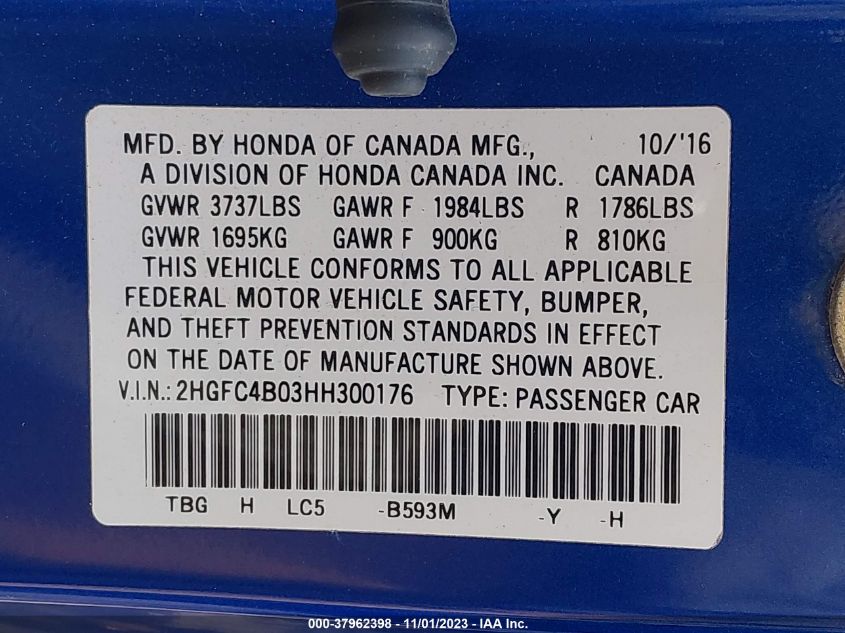 MFD. BY HONDA OF CANADA MFG., 10/'16
A DIVISION OF HONDA CANADA INC. CANADA
GVWR 3737LBS GAWR F 1984LBS R 1786LBS
GVWR 1695KG GAWR F 900KG R 810KG
THIS VEHICLE CONFORMS TO ALL APPLICABLE
FEDERAL MOTOR VEHICLE SAFETY, BUMPER,
AND THEFT PREVENTION STANDARDS IN EFFECT
ON THE DATE OF MANUFACTURE SHOWN ABOVE.
V.I.N.: 2HGFC4B03HH300176 TYPE: PASSENGER CAR
TBG H LC5 -B593M -Y -H
000-37962398 - 11/01/2023 - IAA Inc.